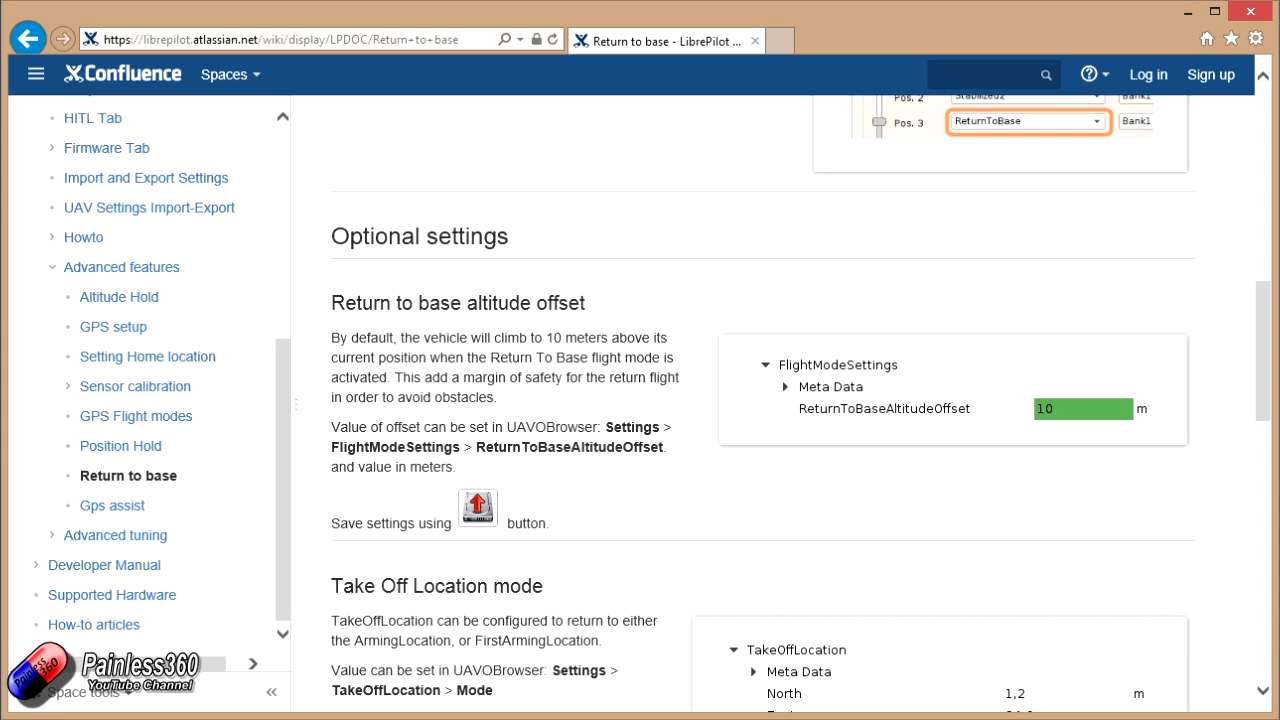 https://librepilot.atlassian.net/wiki/display/LPDOC/Return+to+base
Return to base - LibrePilot ...
Confluence
Spaces
Log in
Sign up
HITL Tab
Firmware Tab
Import and Export Settings
UAV Settings Import-Export
Howto
Advanced features
Altitude Hold
GPS setup
Setting Home location
Sensor calibration
GPS Flight modes
Position Hold
Return to base
Gps assist
Advanced tuning
Developer Manual
Supported Hardware
How-to articles
Painless360
YouTube Channel
Space tools
Pos. 2 Stabilized2 Bank1
Pos. 3 ReturnToBase Bank1
Optional settings
Return to base altitude offset
By default, the vehicle will climb to 10 meters above its
current position when the Return To Base flight mode is
activated. This add a margin of safety for the return flight
in order to avoid obstacles.
Value of offset can be set in UAVOBrowser: Settings >
FlightModeSettings > ReturnToBaseAltitudeOffset.
and value in meters.
Save settings using button.
FlightModeSettings
Meta Data
ReturnToBaseAltitudeOffset 10 m
Take Off Location mode
TakeOffLocation can be configured to return to either
the ArmingLocation, or FirstArmingLocation.
Value can be set in UAVOBrowser: Settings >
TakeOffLocation > Mode
TakeOffLocation
Meta Data
North 1,2 m